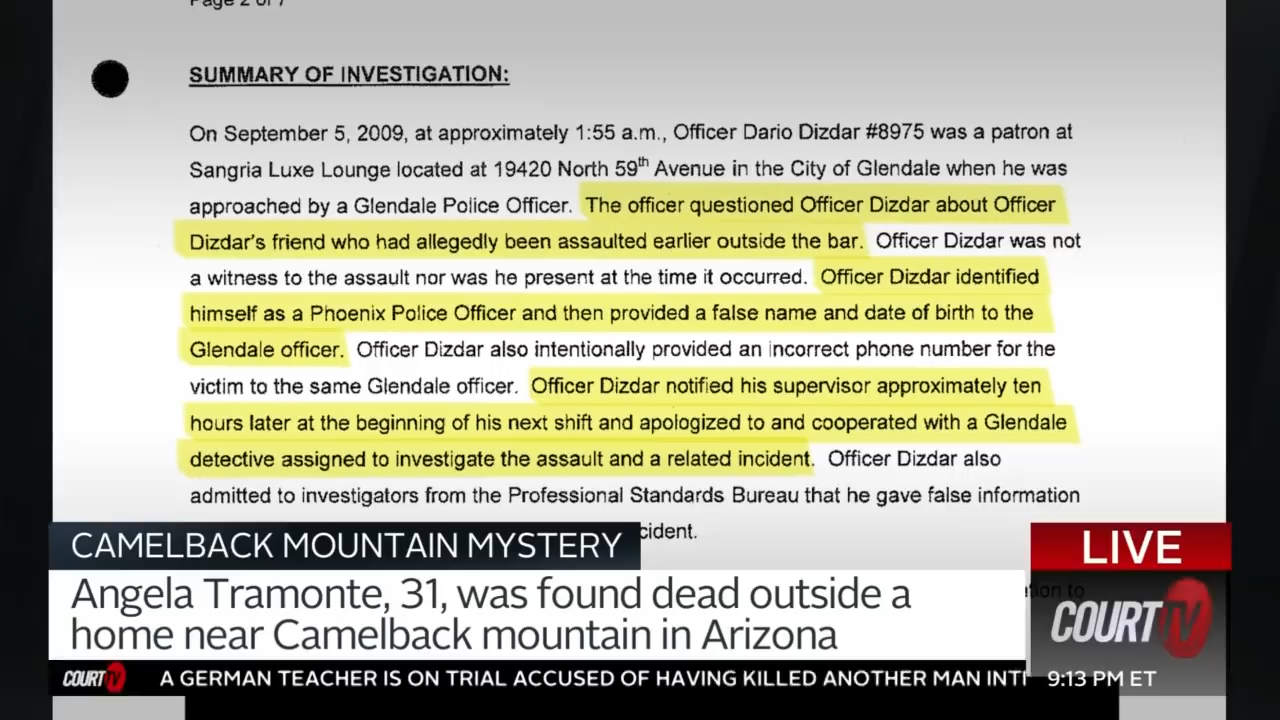 Page 2 of 7
SUMMARY OF INVESTIGATION:
On September 5, 2009, at approximately 1:55 a.m., Officer Dario Dizdar #8975 was a patron at
Sangria Luxe Lounge located at 19420 North 59th Avenue in the City of Glendale when he was
approached by a Glendale Police Officer. The officer questioned Officer Dizdar about Officer
Dizdar's friend who had allegedly been assaulted earlier outside the bar. Officer Dizdar was not
a witness to the assault nor was he present at the time it occurred. Officer Dizdar identified
himself as a Phoenix Police Officer and then provided a false name and date of birth to the
Glendale officer. Officer Dizdar also intentionally provided an incorrect phone number for the
victim to the same Glendale officer. Officer Dizdar notified his supervisor approximately ten
hours later at the beginning of his next shift and apologized to and cooperated with a Glendale
detective assigned to investigate the assault and a related incident. Officer Dizdar also
admitted to investigators from the Professional Standards Bureau that he gave false information
cident.
CAMELBACK MOUNTAIN MYSTERY
LIVE
Angela Tramonte, 31, was found dead outside a
home near Camelback mountain in Arizona
to
COURT TV
COURT TV A GERMAN TEACHER IS ON TRIAL ACCUSED OF HAVING KILLED ANOTHER MAN INTI 9:13 PM ET